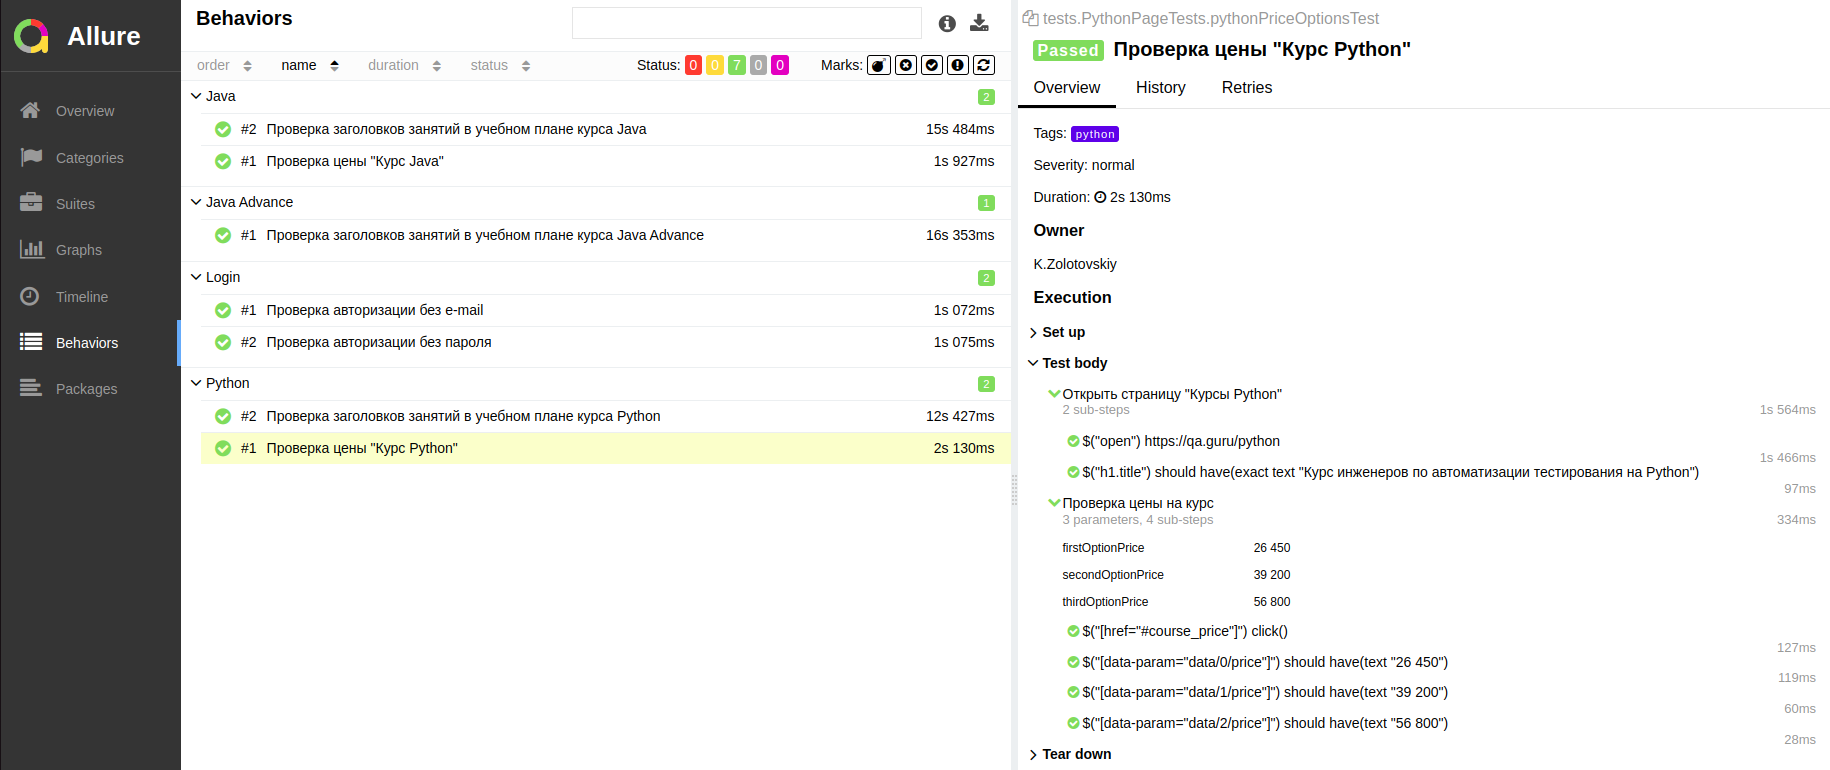 Allure
Overview
Categories
Suites
Graphs
Timeline
Behaviors
Packages
Behaviors
order name duration status Status: 0 0 7 0 0 Marks:
Java 2
#2 Проверка заголовков занятий в учебном плане курса Java 15s 484ms
#1 Проверка цены "Курс Java" 1s 927ms
Java Advance 1
#1 Проверка заголовков занятий в учебном плане курса Java Advance 16s 353ms
Login 2
#1 Проверка авторизации без e-mail 1s 072ms
#2 Проверка авторизации без пароля 1s 075ms
Python 2
#2 Проверка заголовков занятий в учебном плане курса Python 12s 427ms
#1 Проверка цены "Курс Python" 2s 130ms
tests.PythonPageTests.pythonPriceOptionsTest
Passed Проверка цены "Курс Python"
Overview History Retries
Tags: python
Severity: normal
Duration: 2s 130ms
Owner
K.Zolotovskiy
Execution
Set up
Test body
Открыть страницу "Курсы Python"
2 sub-steps 1s 564ms
$("open") https://qa.guru/python
1s 466ms
$("h1.title") should have(exact text "Курс инженеров по автоматизации тестирования на Python")
97ms
Проверка цены на курс
3 parameters, 4 sub-steps 334ms
firstOptionPrice 26 450
secondOptionPrice 39 200
thirdOptionPrice 56 800
$("[href="#course_price"]") click()
127ms
$("[data-param="data/0/price"]") should have(text "26 450")
119ms
$("[data-param="data/1/price"]") should have(text "39 200")
60ms
$("[data-param="data/2/price"]") should have(text "56 800")
28ms
Tear down